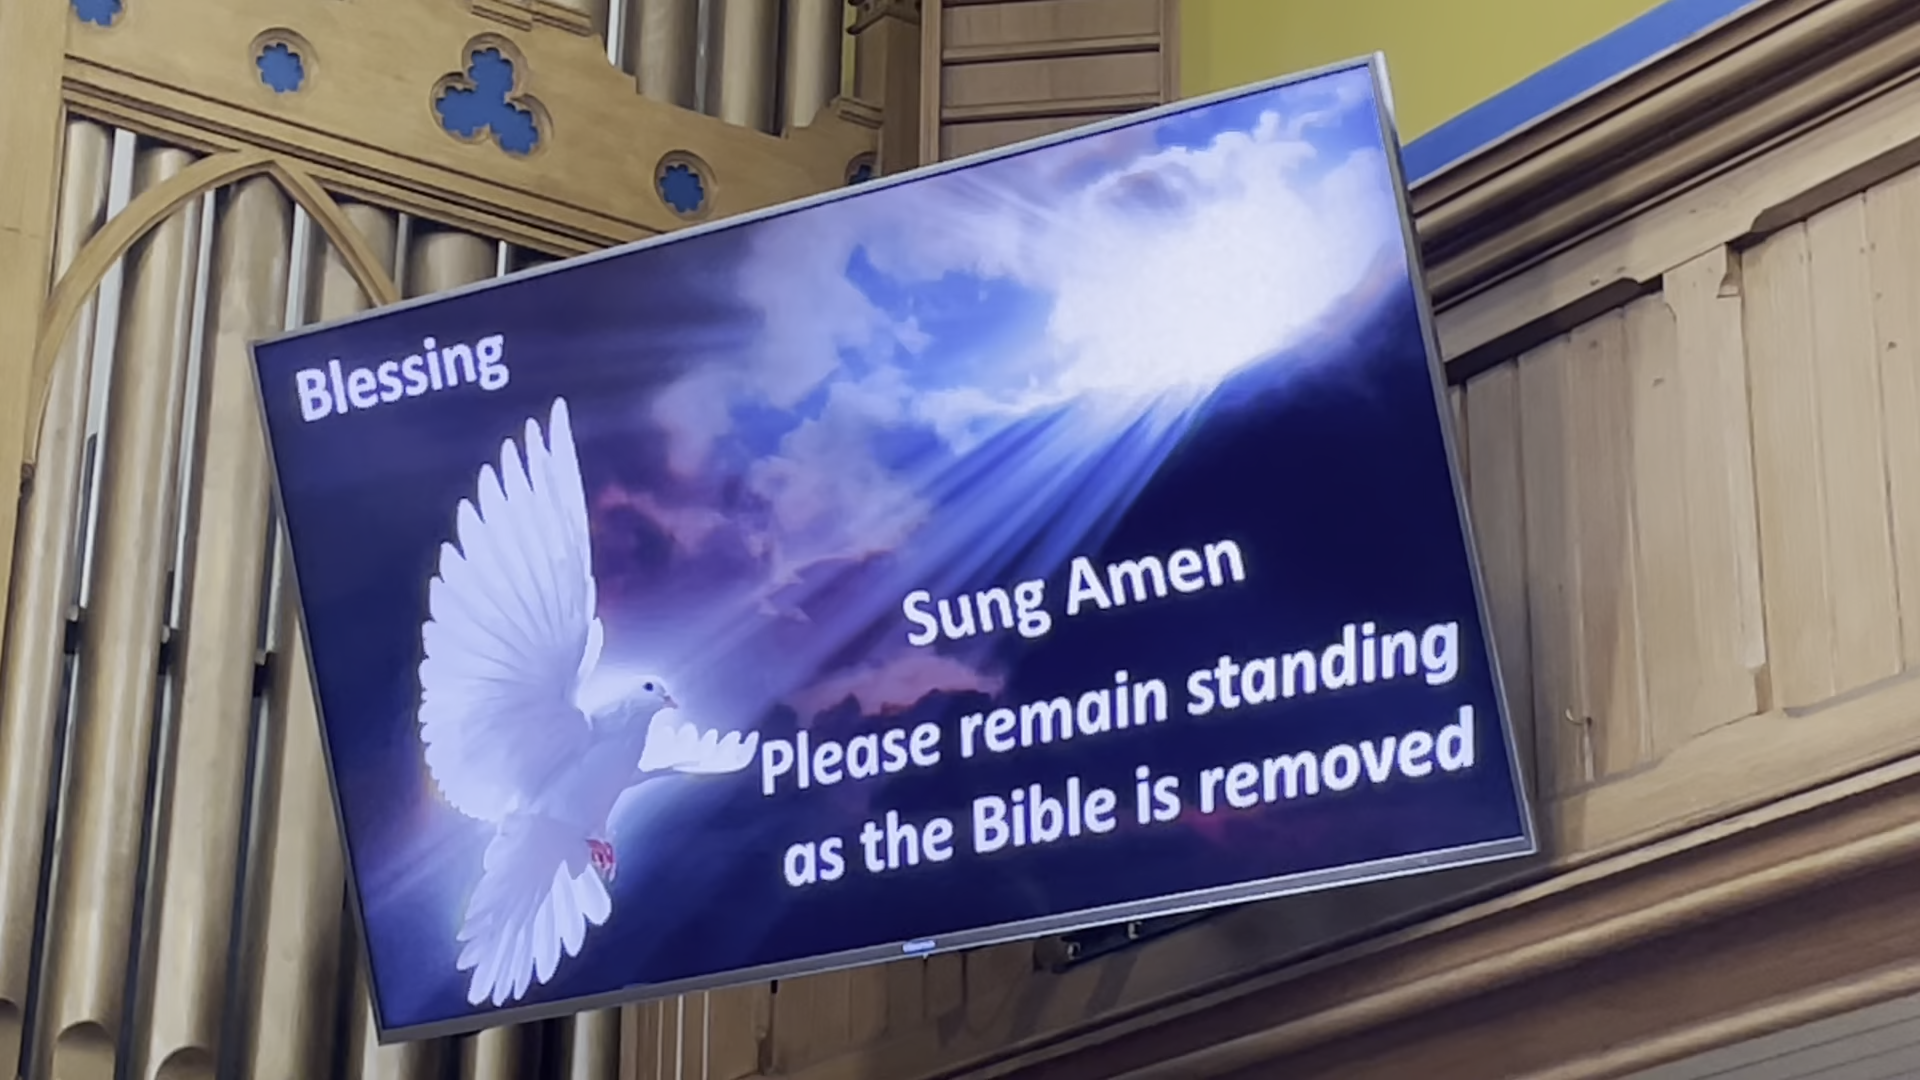 Blessing
Sung Amen
Please remain standing
as the Bible is removed